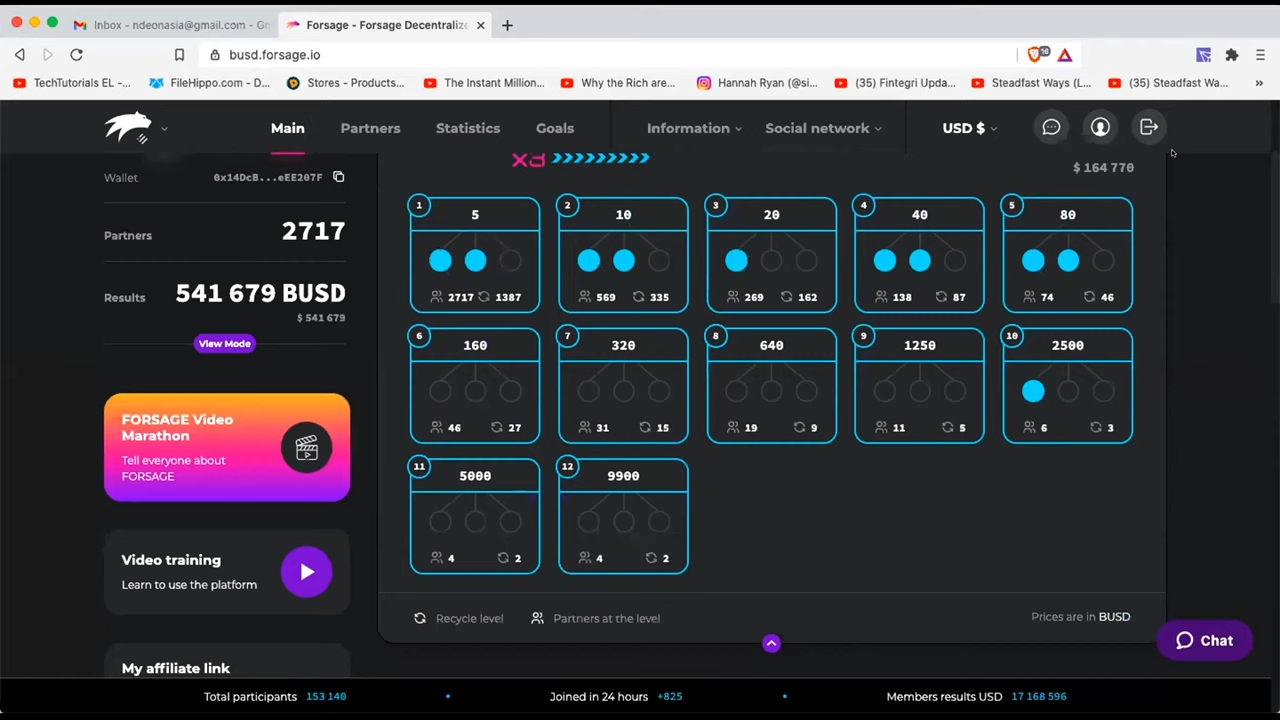 Inbox - ndeonasia@gmail.com - Gm
Forsage - Forsage Decentralize
busd.forsage.io
16
TechTutorials EL -...
FileHippo.com - D...
Stores - Products...
The Instant Million...
Why the Rich are...
Hannah Ryan (@si...
(35) Fintegri Upda...
Steadfast Ways (L...
(35) Steadfast Wa...
Main
Partners
Statistics
Goals
Information
Social network
USD $
Wallet
0x14DcB...eEE207F
Partners
2717
Results
541 679 BUSD
$ 541 679
View Mode
FORSAGE Video
Marathon
Tell everyone about
FORSAGE
Video training
Learn to use the platform
My affiliate link
X3
$ 164 770
1
5
2717 1387
2
10
569 335
3
20
269 162
4
40
138 87
5
80
74 46
6
160
46 27
7
320
31 15
8
640
19 9
9
1250
11 5
10
2500
6 3
11
5000
4 2
12
9900
4 2
Recycle level
Partners at the level
Prices are in BUSD
Chat
Total participants 153 140
Joined in 24 hours +825
Members results USD 17 168 596